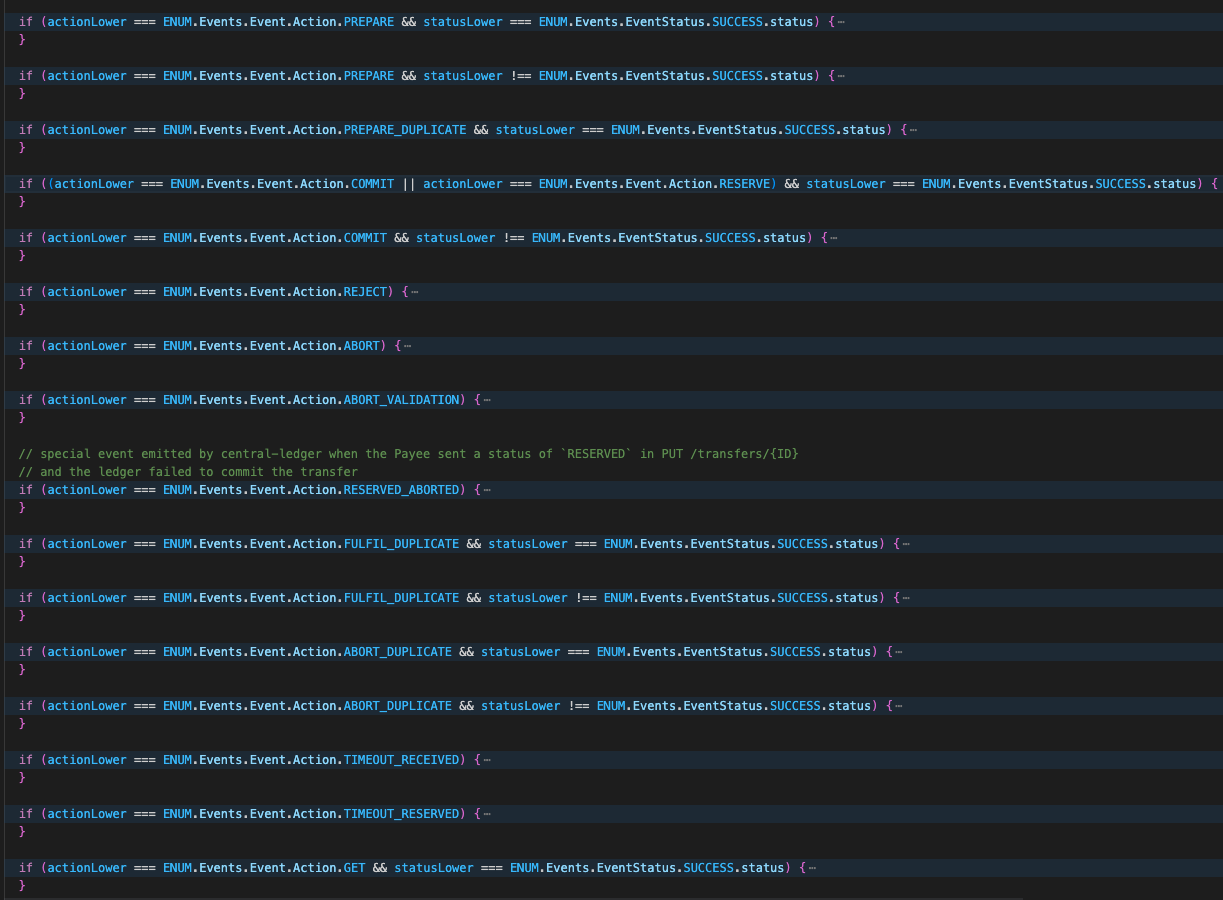 if (actionLower === ENUM.Events.Event.Action.PREPARE && statusLower === ENUM.Events.EventStatus.SUCCESS.status) {⋯
}
if (actionLower === ENUM.Events.Event.Action.PREPARE && statusLower !== ENUM.Events.EventStatus.SUCCESS.status) {⋯
}
if (actionLower === ENUM.Events.Event.Action.PREPARE_DUPLICATE && statusLower === ENUM.Events.EventStatus.SUCCESS.status) {⋯
}
if ((actionLower === ENUM.Events.Event.Action.COMMIT || actionLower === ENUM.Events.Event.Action.RESERVE) && statusLower === ENUM.Events.EventStatus.SUCCESS.status) {
}
if (actionLower === ENUM.Events.Event.Action.COMMIT && statusLower !== ENUM.Events.EventStatus.SUCCESS.status) {⋯
}
if (actionLower === ENUM.Events.Event.Action.REJECT) {⋯
}
if (actionLower === ENUM.Events.Event.Action.ABORT) {⋯
}
if (actionLower === ENUM.Events.Event.Action.ABORT_VALIDATION) {⋯
}
// special event emitted by central-ledger when the Payee sent a status of `RESERVED` in PUT /transfers/{ID}
// and the ledger failed to commit the transfer
if (actionLower === ENUM.Events.Event.Action.RESERVED_ABORTED) {⋯
}
if (actionLower === ENUM.Events.Event.Action.FULFIL_DUPLICATE && statusLower === ENUM.Events.EventStatus.SUCCESS.status) {⋯
}
if (actionLower === ENUM.Events.Event.Action.FULFIL_DUPLICATE && statusLower !== ENUM.Events.EventStatus.SUCCESS.status) {⋯
}
if (actionLower === ENUM.Events.Event.Action.ABORT_DUPLICATE && statusLower === ENUM.Events.EventStatus.SUCCESS.status) {⋯
}
if (actionLower === ENUM.Events.Event.Action.ABORT_DUPLICATE && statusLower !== ENUM.Events.EventStatus.SUCCESS.status) {⋯
}
if (actionLower === ENUM.Events.Event.Action.TIMEOUT_RECEIVED) {⋯
}
if (actionLower === ENUM.Events.Event.Action.TIMEOUT_RESERVED) {⋯
}
if (actionLower === ENUM.Events.Event.Action.GET && statusLower === ENUM.Events.EventStatus.SUCCESS.status) {⋯
}